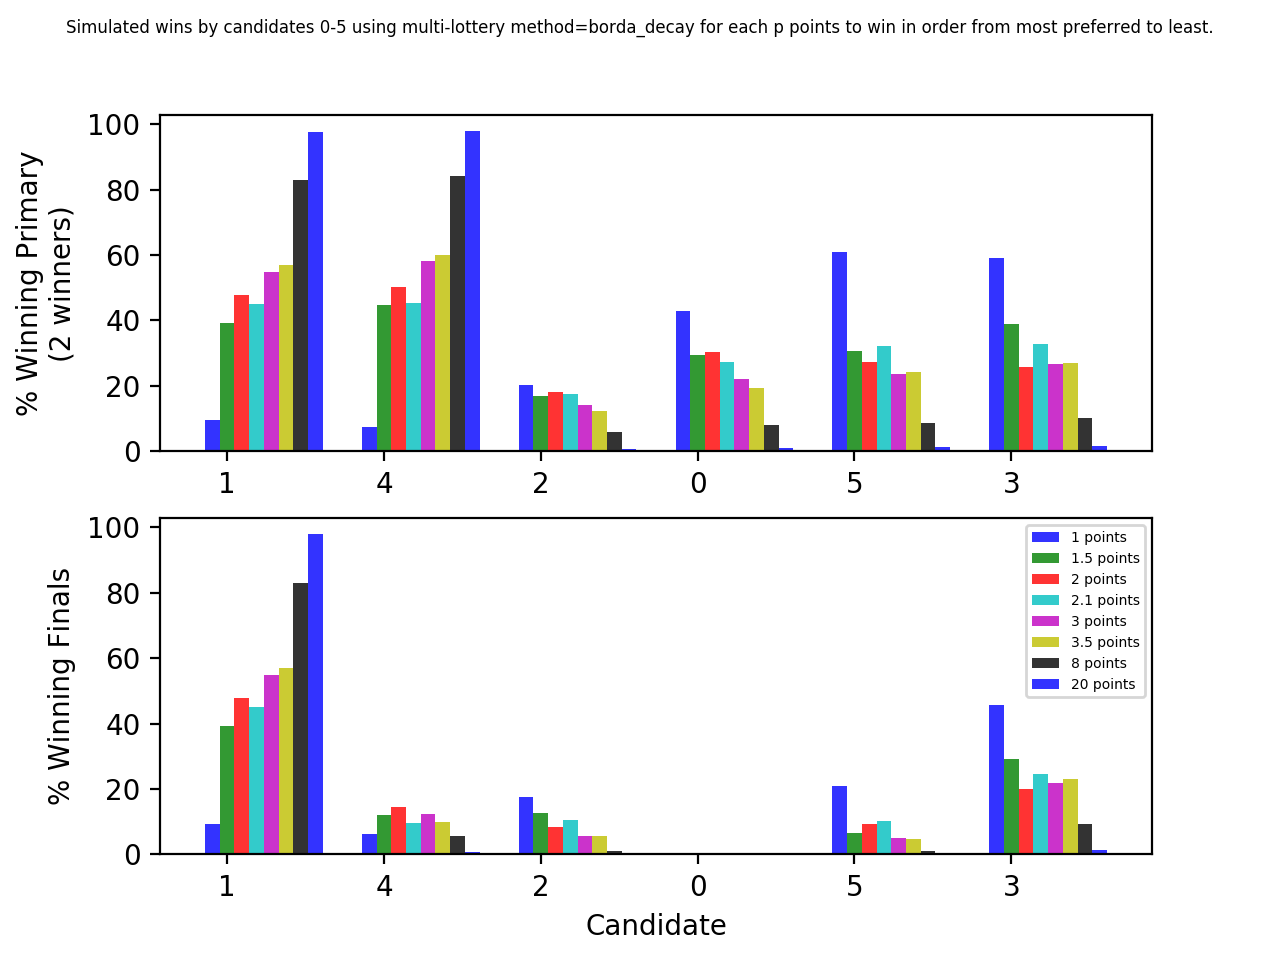 Simulated wins by candidates 0-5 using multi-lottery method=borda_decay for each p points to win in order from most preferred to least.
% Winning Primary
(2 winners)
100
80
60
40
20
0
1 4 2 0 5 3
% Winning Finals
100
80
60
40
20
0
1 points
1.5 points
2 points
2.1 points
3 points
3.5 points
8 points
20 points
1 4 2 0 5 3
Candidate